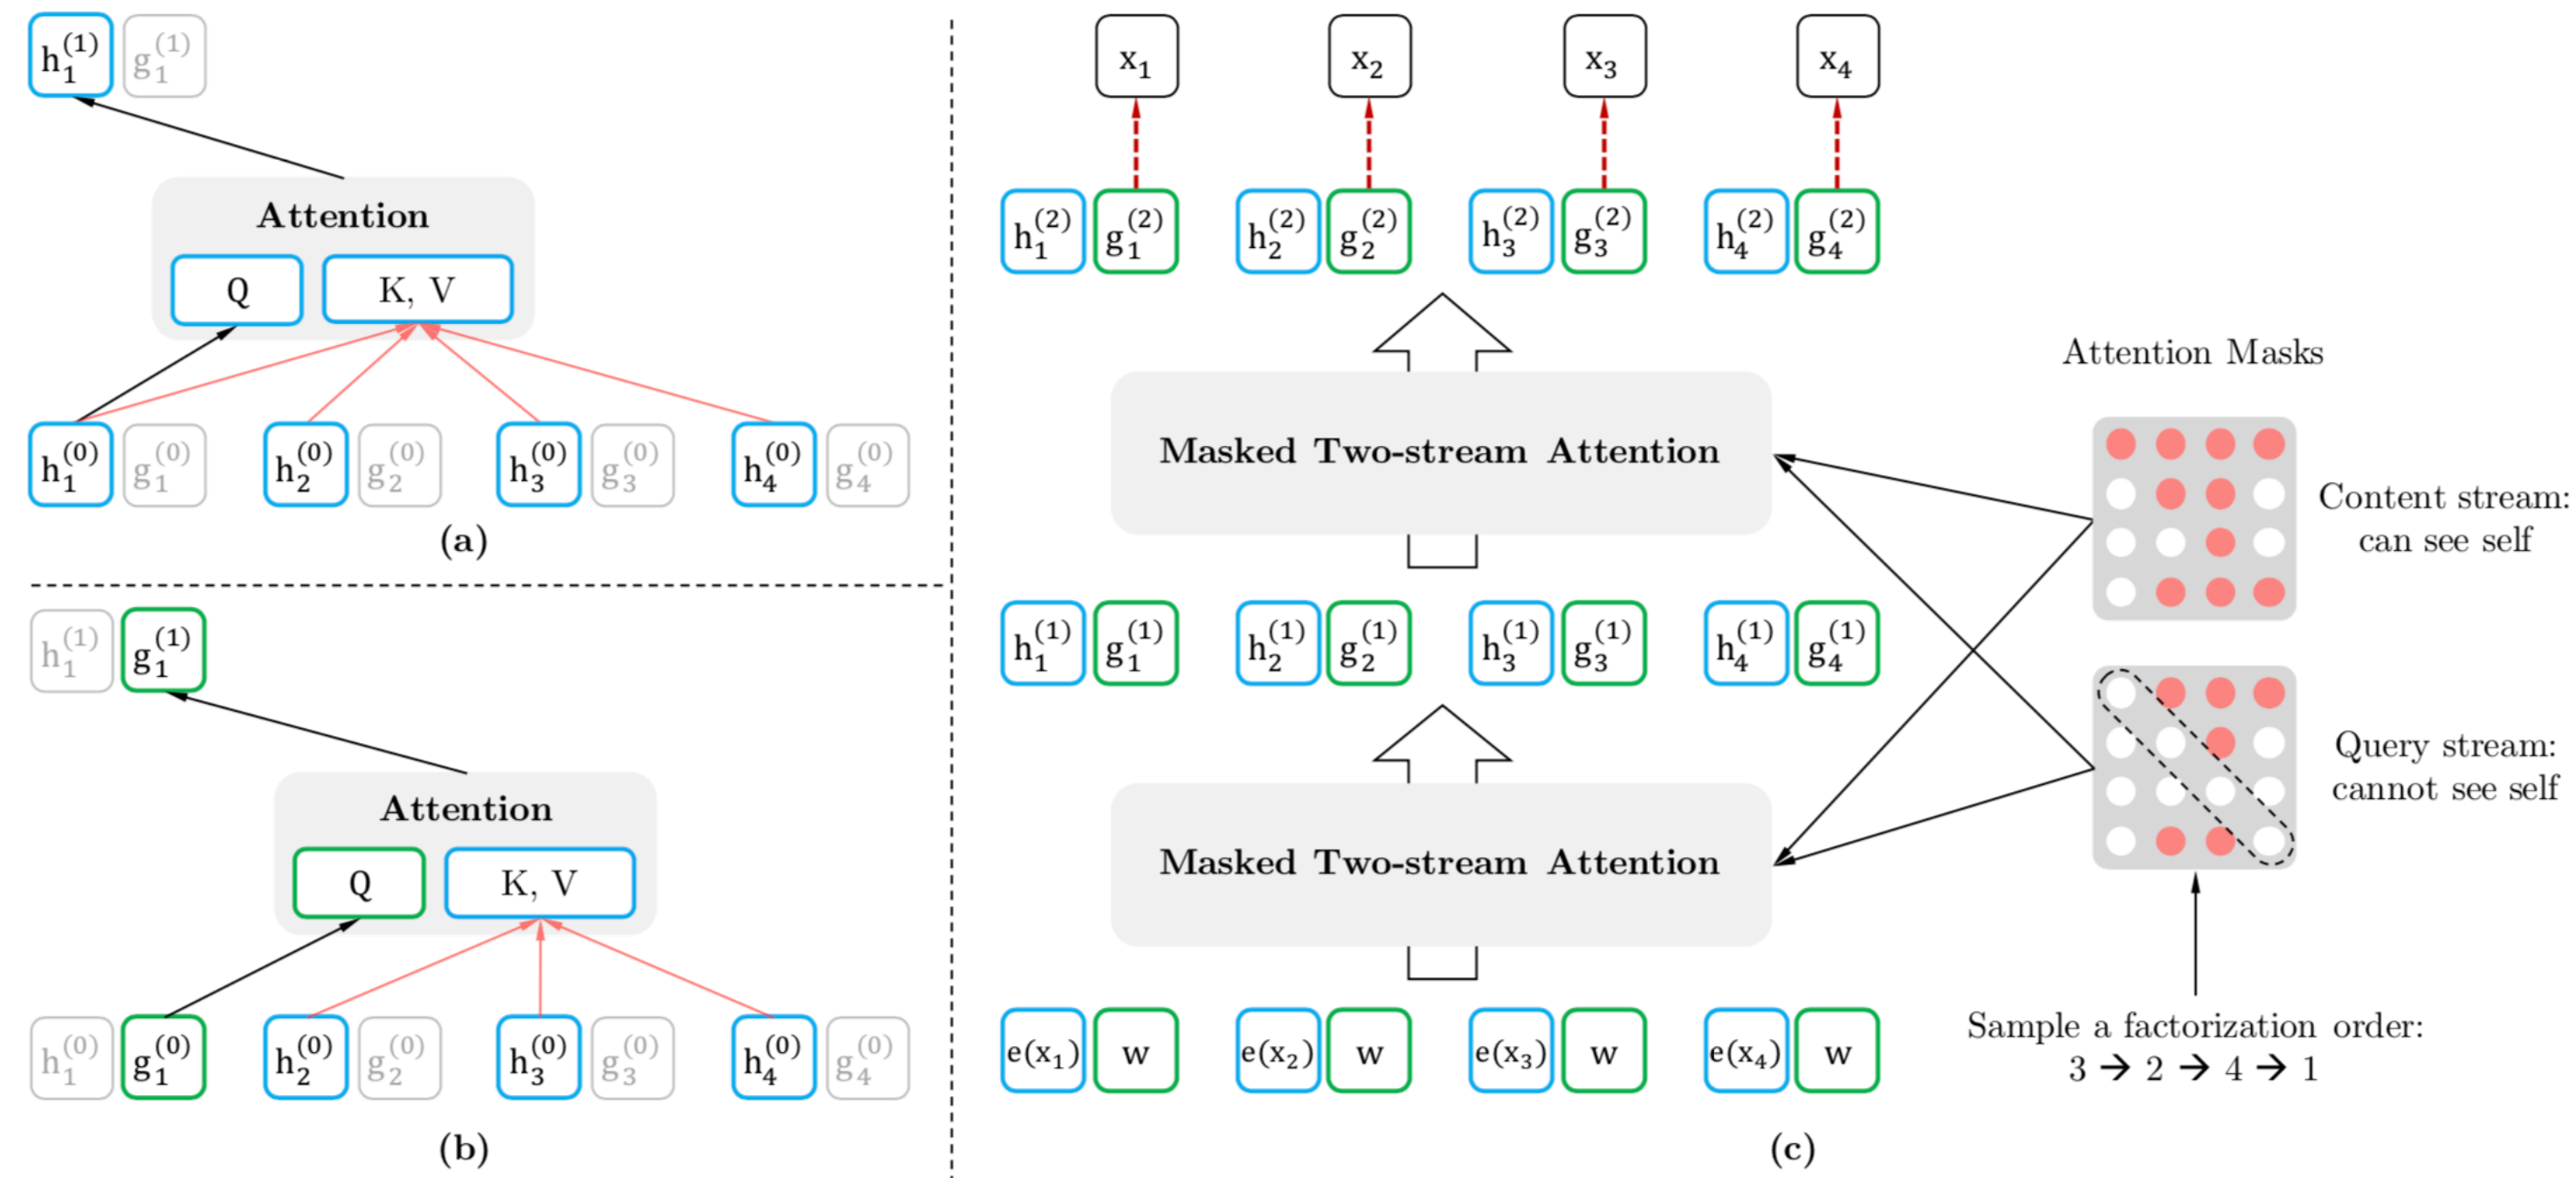 h₁⁽¹⁾ g₁⁽¹⁾
Attention
Q K, V
h₁⁽⁰⁾ g₁⁽⁰⁾ h₂⁽⁰⁾ g₂⁽⁰⁾ h₃⁽⁰⁾ g₃⁽⁰⁾ h₄⁽⁰⁾ g₄⁽⁰⁾
(a)
h₁⁽¹⁾ g₁⁽¹⁾
Attention
Q K, V
h₁⁽⁰⁾ g₁⁽⁰⁾ h₂⁽⁰⁾ g₂⁽⁰⁾ h₃⁽⁰⁾ g₃⁽⁰⁾ h₄⁽⁰⁾ g₄⁽⁰⁾
(b)
x₁ x₂ x₃ x₄
h₁⁽²⁾ g₁⁽²⁾ h₂⁽²⁾ g₂⁽²⁾ h₃⁽²⁾ g₃⁽²⁾ h₄⁽²⁾ g₄⁽²⁾
Masked Two-stream Attention
h₁⁽¹⁾ g₁⁽¹⁾ h₂⁽¹⁾ g₂⁽¹⁾ h₃⁽¹⁾ g₃⁽¹⁾ h₄⁽¹⁾ g₄⁽¹⁾
Masked Two-stream Attention
e(x₁) w e(x₂) w e(x₃) w e(x₄) w
Attention Masks
Content stream:
can see self
Query stream:
cannot see self
Sample a factorization order:
3 → 2 → 4 → 1
(c)